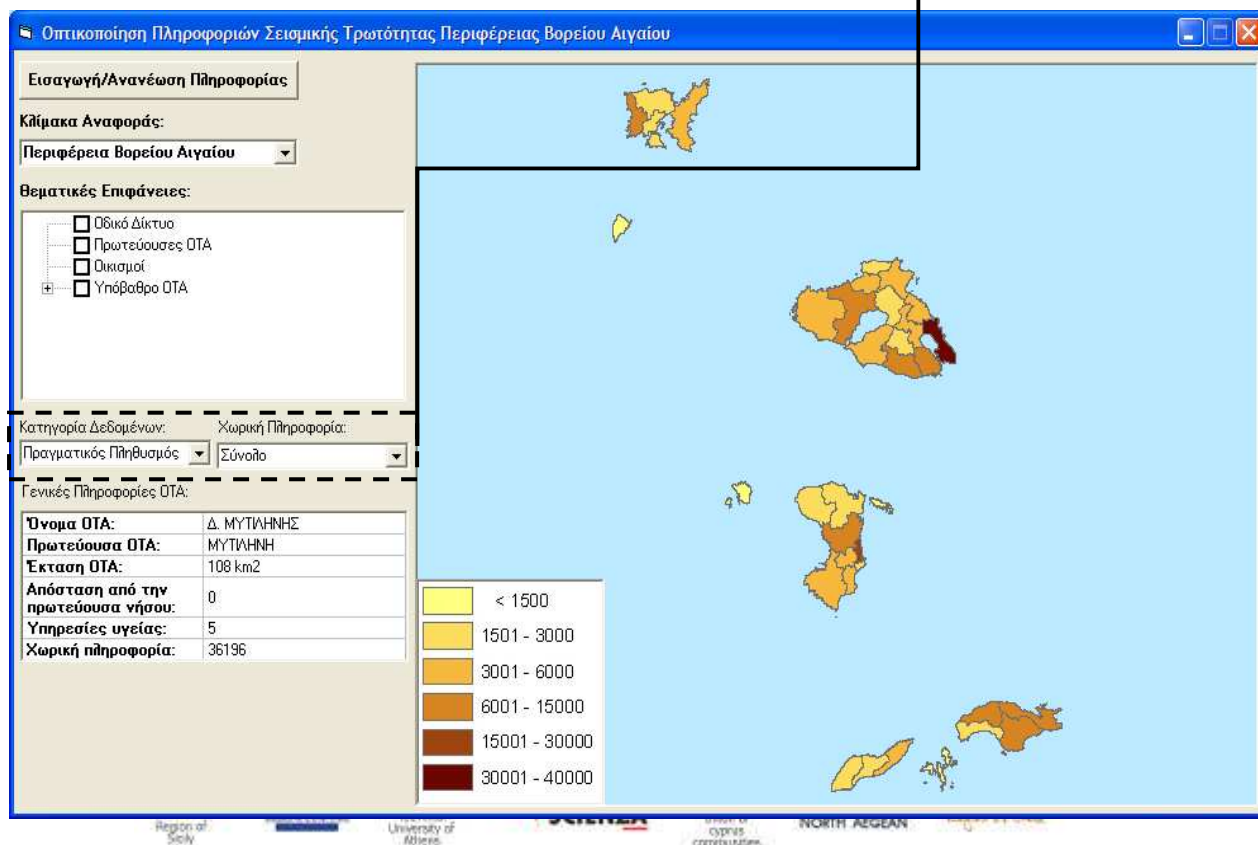 Οπτικοποίηση Πληροφοριών Σεισμικής Τρωτότητας Περιφέρειας Βορείου Αιγαίου
Εισαγωγή/Ανανέωση Πληροφορίας
Κλίμακα Αναφοράς:
Περιφέρεια Βορείου Αιγαίου
Θεματικές Επιφάνειες:
Οδικό Δίκτυο
Πρωτεύουσες ΟΤΑ
Οικισμοί
Υπόβαθρο ΟΤΑ
Κατηγορία Δεδομένων: Χωρική Πληροφορία:
Πραγματικός Πληθυσμός Σύνολο
Γενικές Πληροφορίες ΟΤΑ:
Όνομα ΟΤΑ: Δ. ΜΥΤΙΛΗΝΗΣ
Πρωτεύουσα ΟΤΑ: ΜΥΤΙΛΗΝΗ
Έκταση ΟΤΑ: 108 km2
Απόσταση από την
πρωτεύουσα νήσου: 0
Υπηρεσίες υγείας: 5
Χωρική πληροφορία: 36196
< 1500
1501 - 3000
3001 - 6000
6001 - 15000
15001 - 30000
30001 - 40000
Region of
Sicily
University of
Athens
SCIENZA
cyprus
communities
NORTH AEGEAN